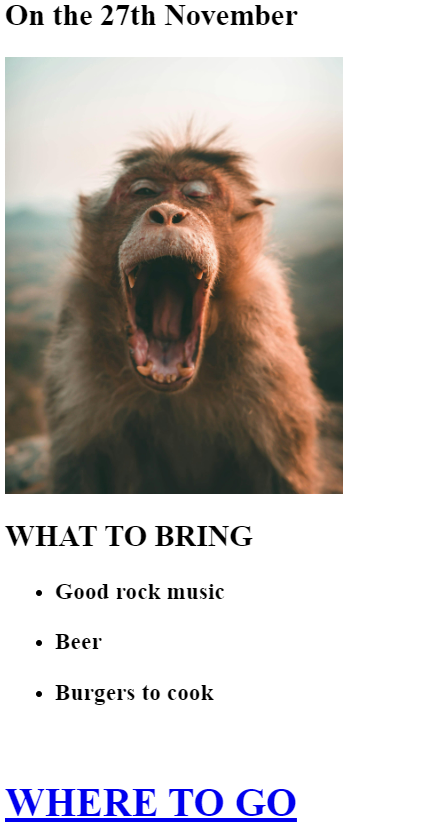 On the 27th November
WHAT TO BRING
Good rock music
Beer
Burgers to cook
WHERE TO GO